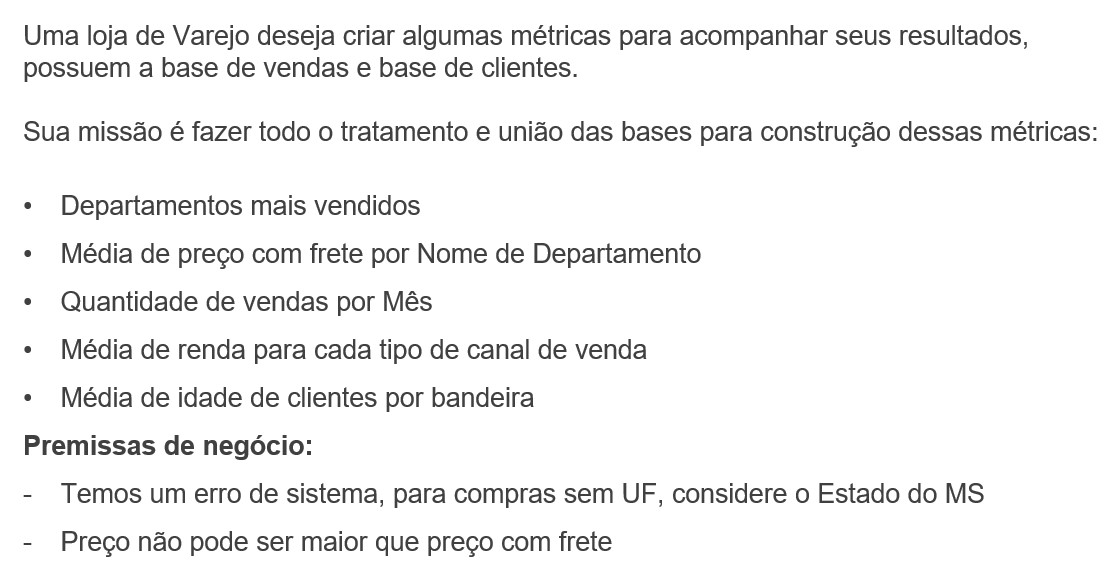 Uma loja de Varejo deseja criar algumas métricas para acompanhar seus resultados,
possuem a base de vendas e base de clientes.
Sua missão é fazer todo o tratamento e união das bases para construção dessas métricas:
• Departamentos mais vendidos
• Média de preço com frete por Nome de Departamento
• Quantidade de vendas por Mês
• Média de renda para cada tipo de canal de venda
• Média de idade de clientes por bandeira
Premissas de negócio:
- Temos um erro de sistema, para compras sem UF, considere o Estado do MS
- Preço não pode ser maior que preço com frete